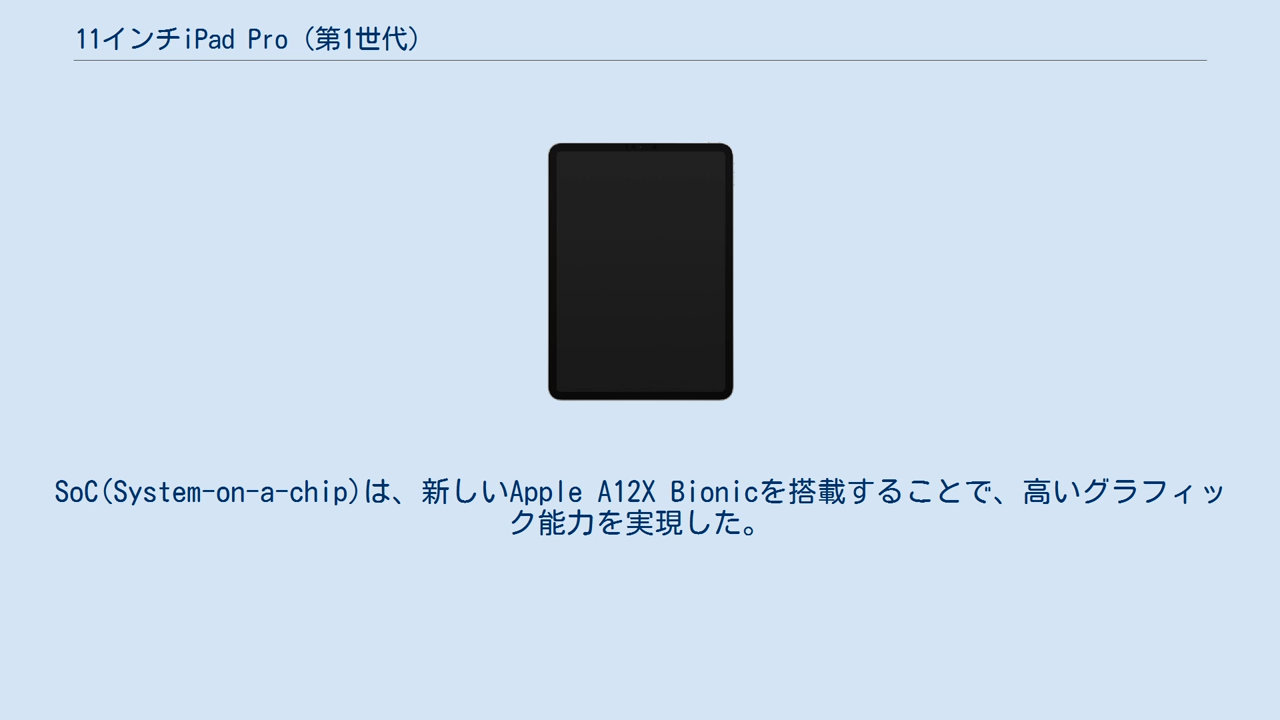 11インチiPad Pro（第1世代）
SoC(System-on-a-chip)は、新しいApple A12X Bionicを搭載することで、高いグラフィッ
ク能力を実現した。